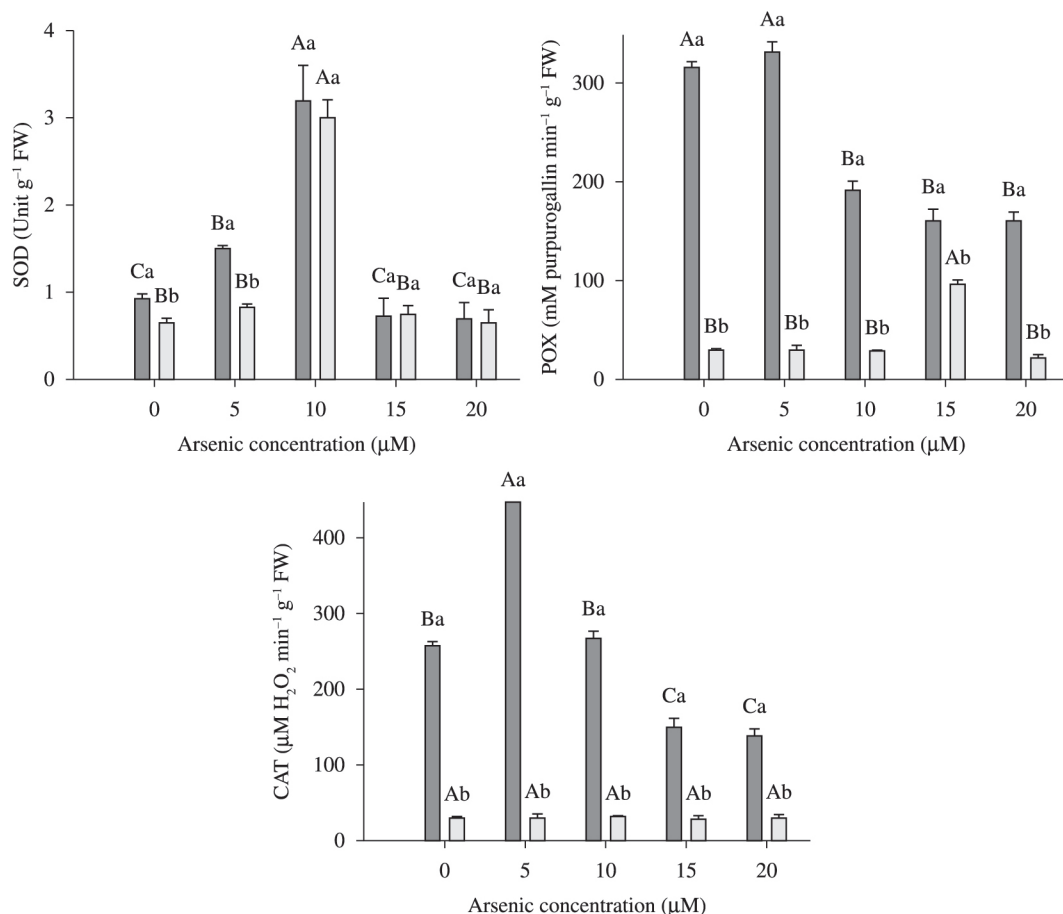 SOD (Unit g⁻¹ FW)
4
3
2
1
0
Ca
Bb
Ba
Bb
Aa
Aa
Ca
Ba
Ca
Ba
0 5 10 15 20
Arsenic concentration (µM)
POX (mM purpurogallin min⁻¹ g⁻¹ FW)
300
200
100
0
Aa
Bb
Aa
Bb
Ba
Bb
Ba
Ab
Ba
Bb
0 5 10 15 20
Arsenic concentration (µM)
CAT (µM H₂O₂ min⁻¹ g⁻¹ FW)
400
300
200
100
0
Ba
Ab
Aa
Ab
Ba
Ab
Ca
Ab
Ca
Ab
0 5 10 15 20
Arsenic concentration (µM)